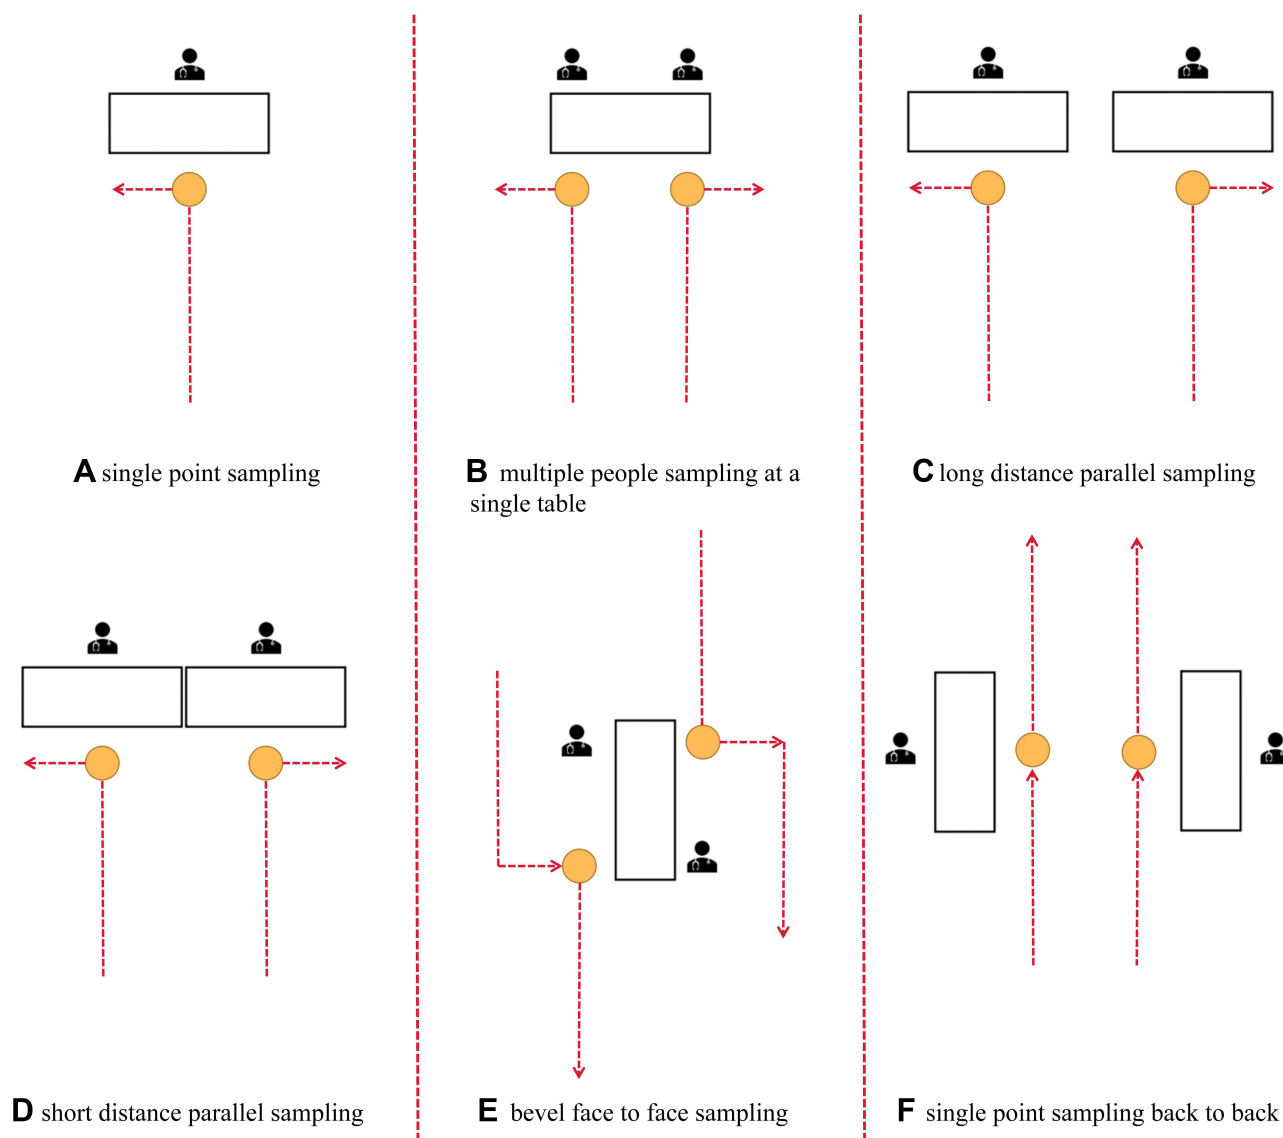 A single point sampling
B multiple people sampling at a
single table
C long distance parallel sampling
D short distance parallel sampling
E bevel face to face sampling
F single point sampling back to back